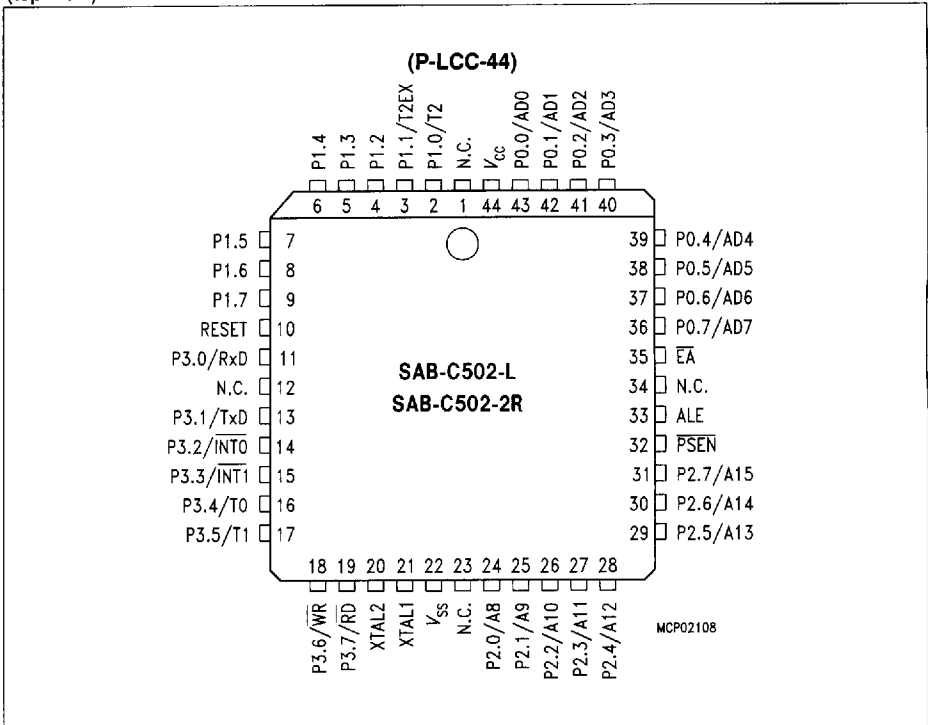 (P-LCC-44)
P1.4 P1.3 P1.2 P1.1/T2EX P1.0/T2 N.C. VCC P0.0/AD0 P0.1/AD1 P0.2/AD2 P0.3/AD3
6 5 4 3 2 1 44 43 42 41 40
P1.5 7 39 P0.4/AD4
P1.6 8 38 P0.5/AD5
P1.7 9 37 P0.6/AD6
RESET 10 36 P0.7/AD7
P3.0/RxD 11 35 E̅A̅
N.C. 12 34 N.C.
P3.1/TxD 13 33 ALE
P3.2/I̅N̅T̅0̅ 14 32 P̅S̅E̅N̅
P3.3/I̅N̅T̅1̅ 15 31 P2.7/A15
P3.4/T0 16 30 P2.6/A14
P3.5/T1 17 29 P2.5/A13
SAB-C502-L
SAB-C502-2R
18 19 20 21 22 23 24 25 26 27 28
P3.6/W̅R̅ P3.7/R̅D̅ XTAL2 XTAL1 VSS N.C. P2.0/A8 P2.1/A9 P2.2/A10 P2.3/A11 P2.4/A12
MCP02108